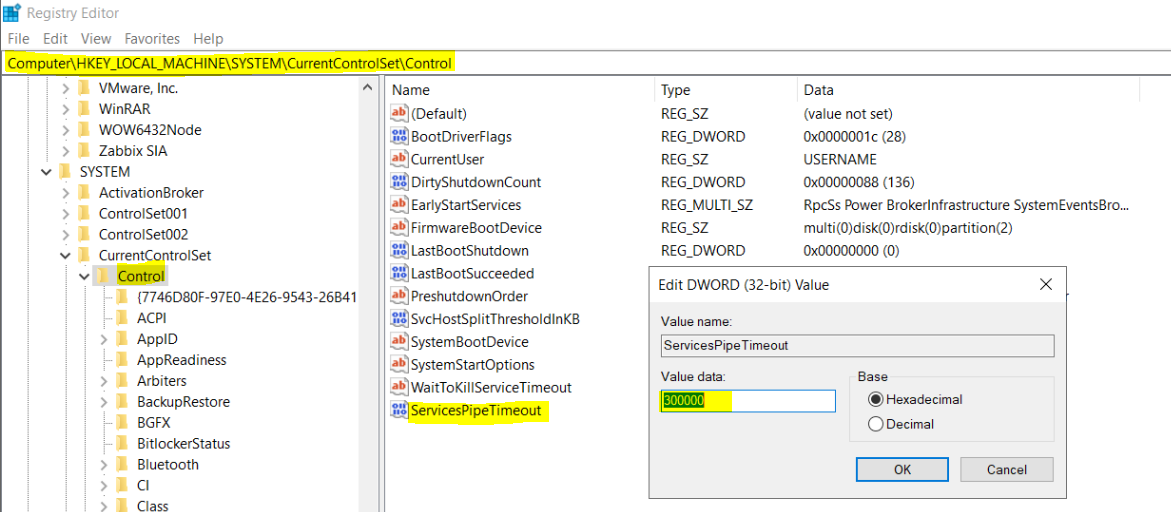 Registry Editor
File Edit View Favorites Help
Computer\HKEY_LOCAL_MACHINE\SYSTEM\CurrentControlSet\Control
VMware, Inc.
WinRAR
WOW6432Node
Zabbix SIA
SYSTEM
ActivationBroker
ControlSet001
ControlSet002
CurrentControlSet
Control
{7746D80F-97E0-4E26-9543-26B41
ACPI
AppID
AppReadiness
Arbiters
BackupRestore
BGFX
BitlockerStatus
Bluetooth
CI
Class
Name Type Data
(Default) REG_SZ (value not set)
BootDriverFlags REG_DWORD 0x0000001c (28)
CurrentUser REG_SZ USERNAME
DirtyShutdownCount REG_DWORD 0x00000088 (136)
EarlyStartServices REG_MULTI_SZ RpcSs Power BrokerInfrastructure SystemEventsBro...
FirmwareBootDevice REG_SZ multi(0)disk(0)rdisk(0)partition(2)
LastBootShutdown REG_DWORD 0x00000000 (0)
LastBootSucceeded
PreshutdownOrder
SvcHostSplitThresholdInKB
SystemBootDevice
SystemStartOptions
WaitToKillServiceTimeout
ServicesPipeTimeout
Edit DWORD (32-bit) Value
Value name:
ServicesPipeTimeout
Value data:
300000
Base
Hexadecimal
Decimal
OK Cancel